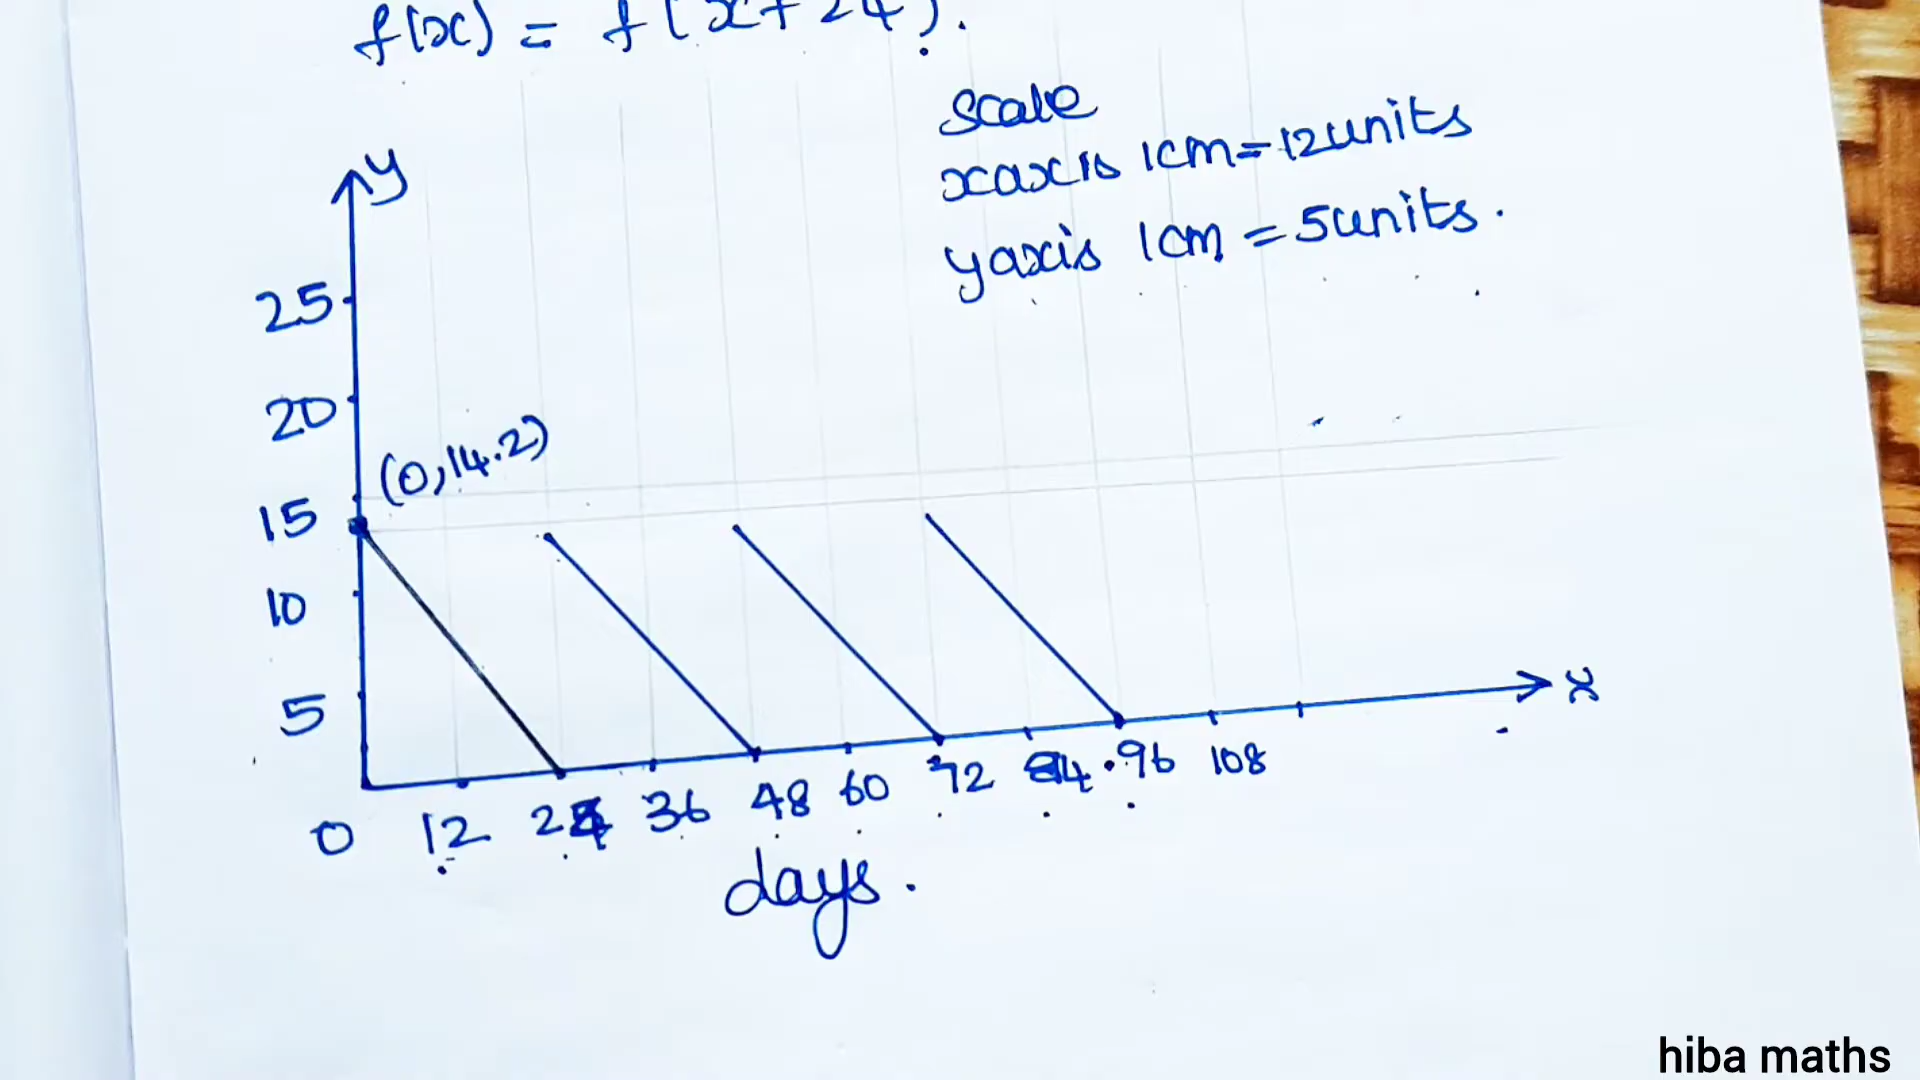 f(x) = f(x+24).
scale
x axis 1cm = 12 units
y axis 1cm = 5 units.
y
25
20
(0,14.2)
15
10
5
x
0 12 24 36 48 60 72 84 96 108
days.
hiba maths